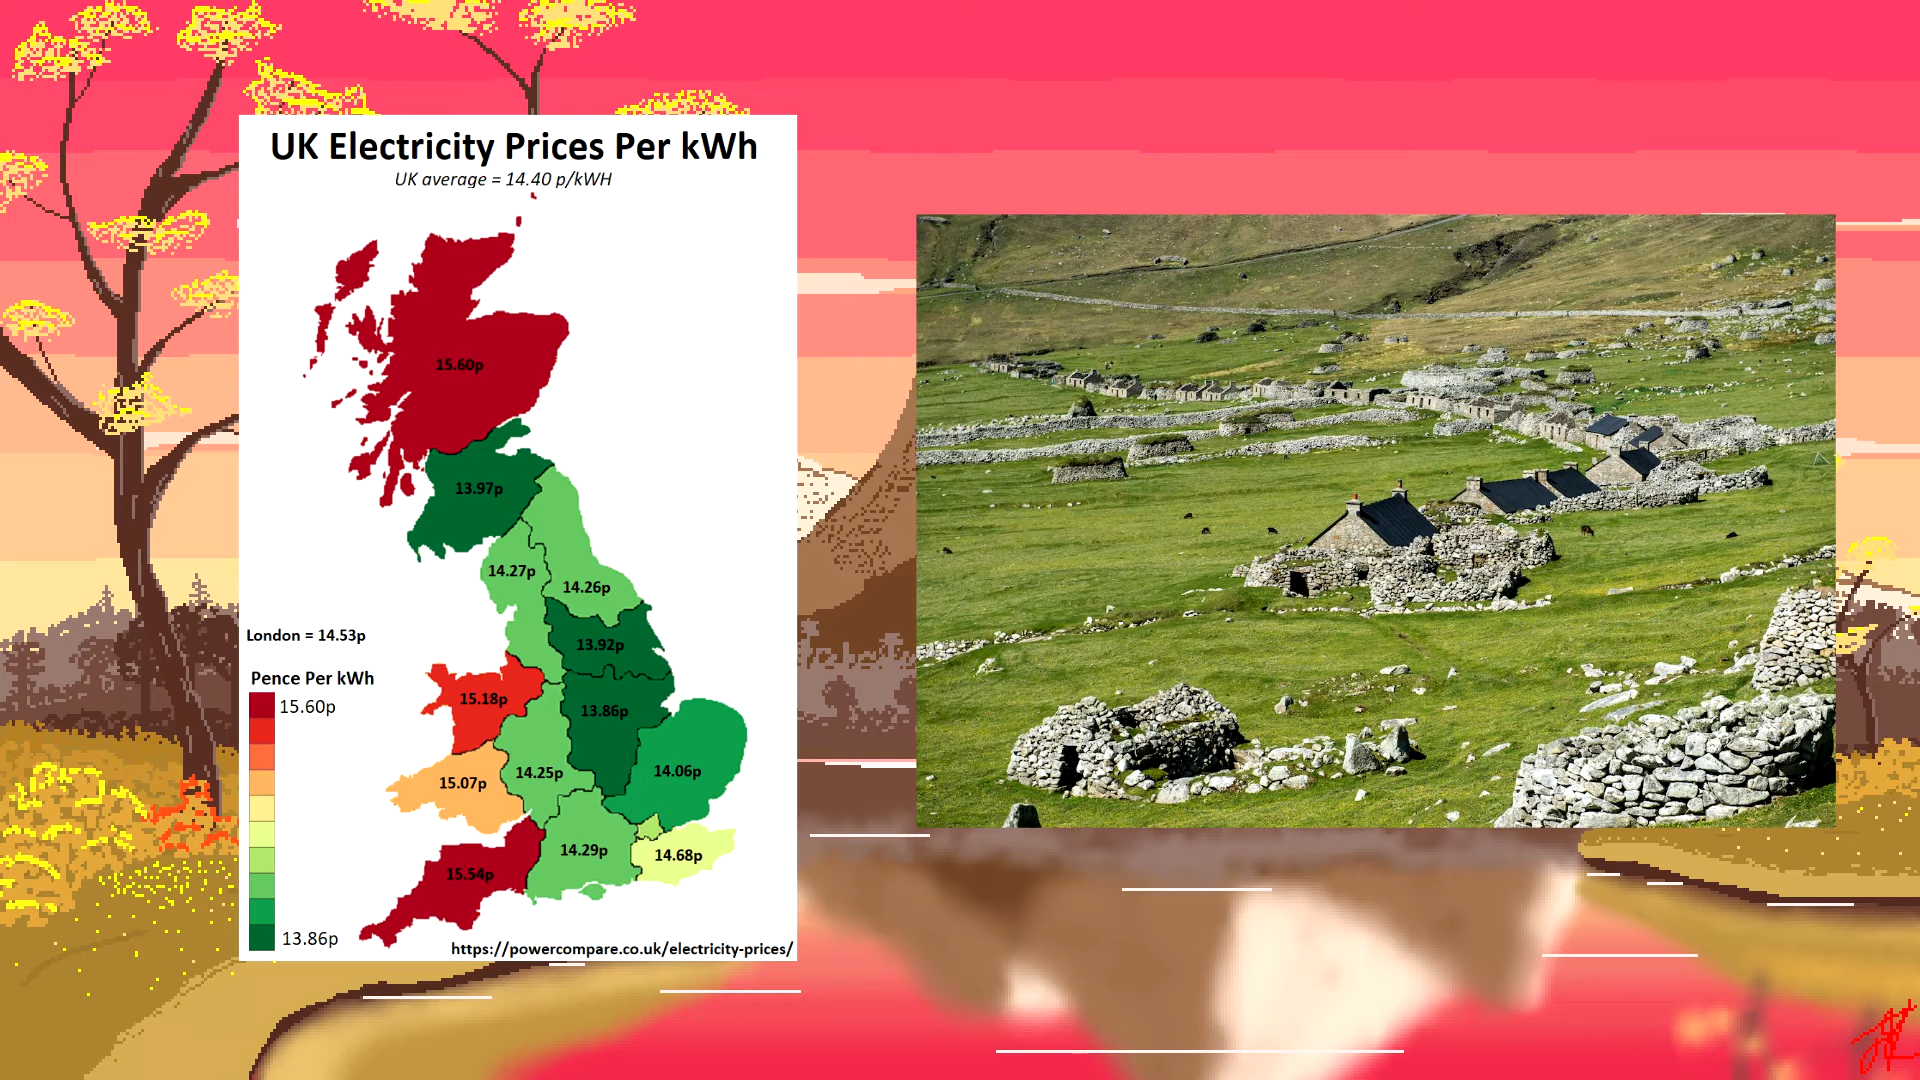 UK Electricity Prices Per kWh
UK average = 14.40 p/kWH
15.60p
13.97p
14.27p
14.26p
London = 14.53p
13.92p
Pence Per kWh
15.60p
15.18p
13.86p
14.25p
14.06p
15.07p
14.29p
14.68p
15.54p
13.86p
https://powercompare.co.uk/electricity-prices/